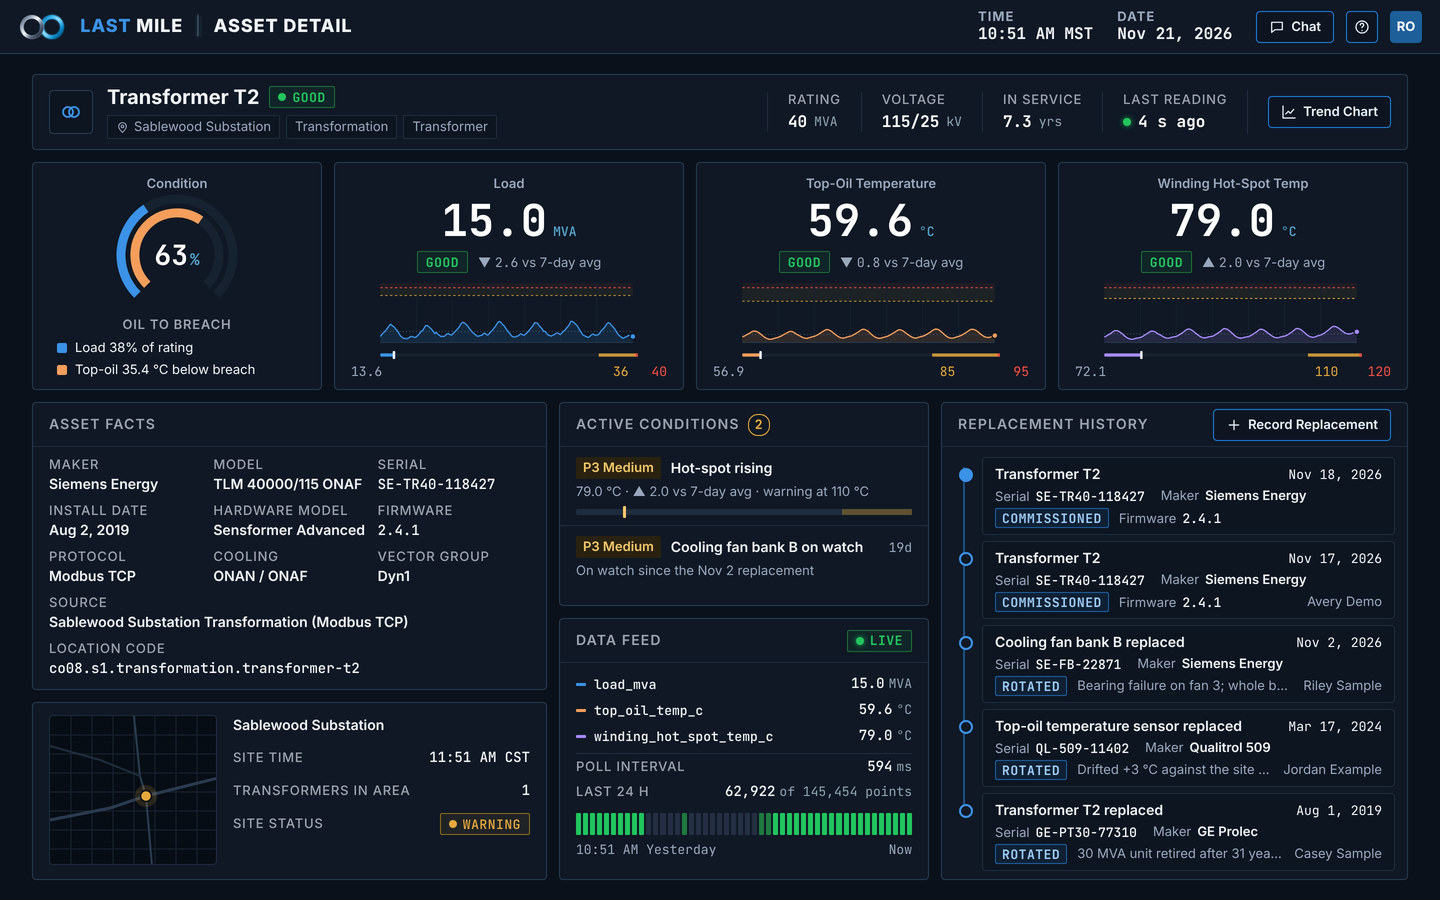 LAST MILE | ASSET DETAIL
TIME
10:51 AM MST
DATE
Nov 21, 2026
Chat
RO
Transformer T2
GOOD
Sablewood Substation
Transformation
Transformer
RATING
40 MVA
VOLTAGE
115/25 kV
IN SERVICE
7.3 yrs
LAST READING
4 s ago
Trend Chart
Condition
63%
OIL TO BREACH
Load 38% of rating
Top-oil 35.4 °C below breach
Load
15.0 MVA
GOOD ▼ 2.6 vs 7-day avg
13.6 36 40
Top-Oil Temperature
59.6 °C
GOOD ▼ 0.8 vs 7-day avg
56.9 85 95
Winding Hot-Spot Temp
79.0 °C
GOOD ▲ 2.0 vs 7-day avg
72.1 110 120
ASSET FACTS
MAKER
Siemens Energy
MODEL
TLM 40000/115 ONAF
SERIAL
SE-TR40-118427
INSTALL DATE
Aug 2, 2019
HARDWARE MODEL
Sensformer Advanced
FIRMWARE
2.4.1
PROTOCOL
Modbus TCP
COOLING
ONAN / ONAF
VECTOR GROUP
Dyn1
SOURCE
Sablewood Substation Transformation (Modbus TCP)
LOCATION CODE
co08.s1.transformation.transformer-t2
Sablewood Substation
SITE TIME 11:51 AM CST
TRANSFORMERS IN AREA 1
SITE STATUS WARNING
ACTIVE CONDITIONS 2
P3 Medium Hot-spot rising
79.0 °C · ▲ 2.0 vs 7-day avg · warning at 110 °C
P3 Medium Cooling fan bank B on watch 19d
On watch since the Nov 2 replacement
DATA FEED LIVE
load_mva 15.0 MVA
top_oil_temp_c 59.6 °C
winding_hot_spot_temp_c 79.0 °C
POLL INTERVAL 594 ms
LAST 24 H 62,922 of 145,454 points
10:51 AM Yesterday Now
REPLACEMENT HISTORY
+ Record Replacement
Transformer T2 Nov 18, 2026
Serial SE-TR40-118427 Maker Siemens Energy
COMMISSIONED Firmware 2.4.1
Transformer T2 Nov 17, 2026
Serial SE-TR40-118427 Maker Siemens Energy
COMMISSIONED Firmware 2.4.1 Avery Demo
Cooling fan bank B replaced Nov 2, 2026
Serial SE-FB-22871 Maker Siemens Energy
ROTATED Bearing failure on fan 3; whole b... Riley Sample
Top-oil temperature sensor replaced Mar 17, 2024
Serial QL-509-11402 Maker Qualitrol 509
ROTATED Drifted +3 °C against the site ... Jordan Example
Transformer T2 replaced Aug 1, 2019
Serial GE-PT30-77310 Maker GE Prolec
ROTATED 30 MVA unit retired after 31 yea... Casey Sample